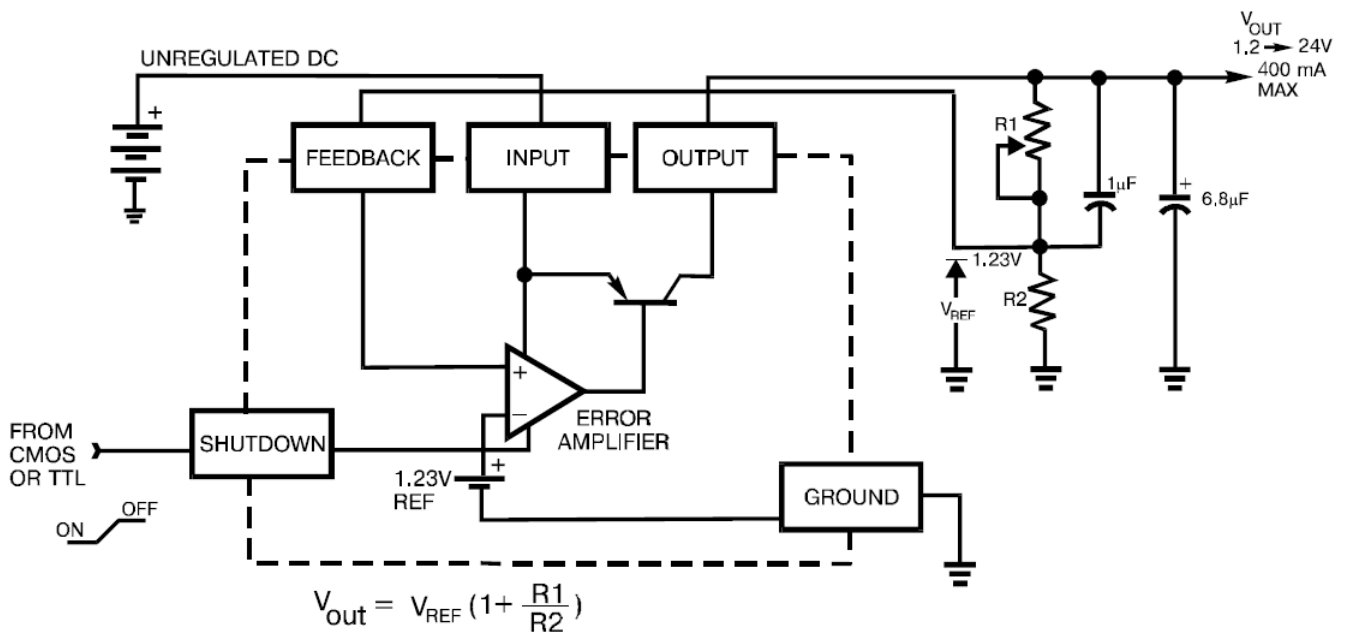 V_OUT
1.2 → 24V
400 mA
MAX
UNREGULATED DC
+
FEEDBACK
INPUT
OUTPUT
R1
1µF
+
6.8µF
1.23V
V_REF
R2
+
−
ERROR
AMPLIFIER
FROM
CMOS
OR TTL
SHUTDOWN
+
1.23V
REF
GROUND
ON
OFF
V_out = V_REF (1+ R1/R2)